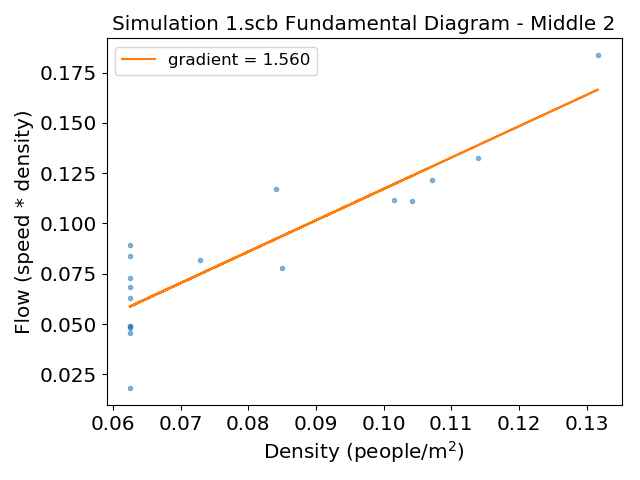 Simulation 1.scb Fundamental Diagram - Middle 2
gradient = 1.560
Flow (speed * density)
0.175
0.150
0.125
0.100
0.075
0.050
0.025
0.06 0.07 0.08 0.09 0.10 0.11 0.12 0.13
Density (people/m²)